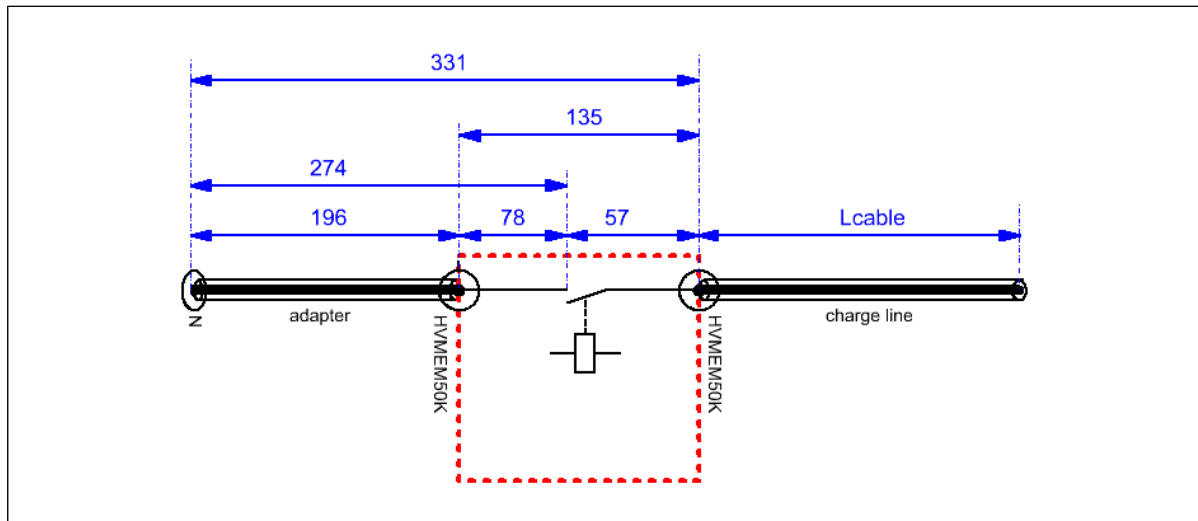 331
135
274
196
78
57
Lcable
N
adapter
HVMEM50K
HVMEM50K
charge line